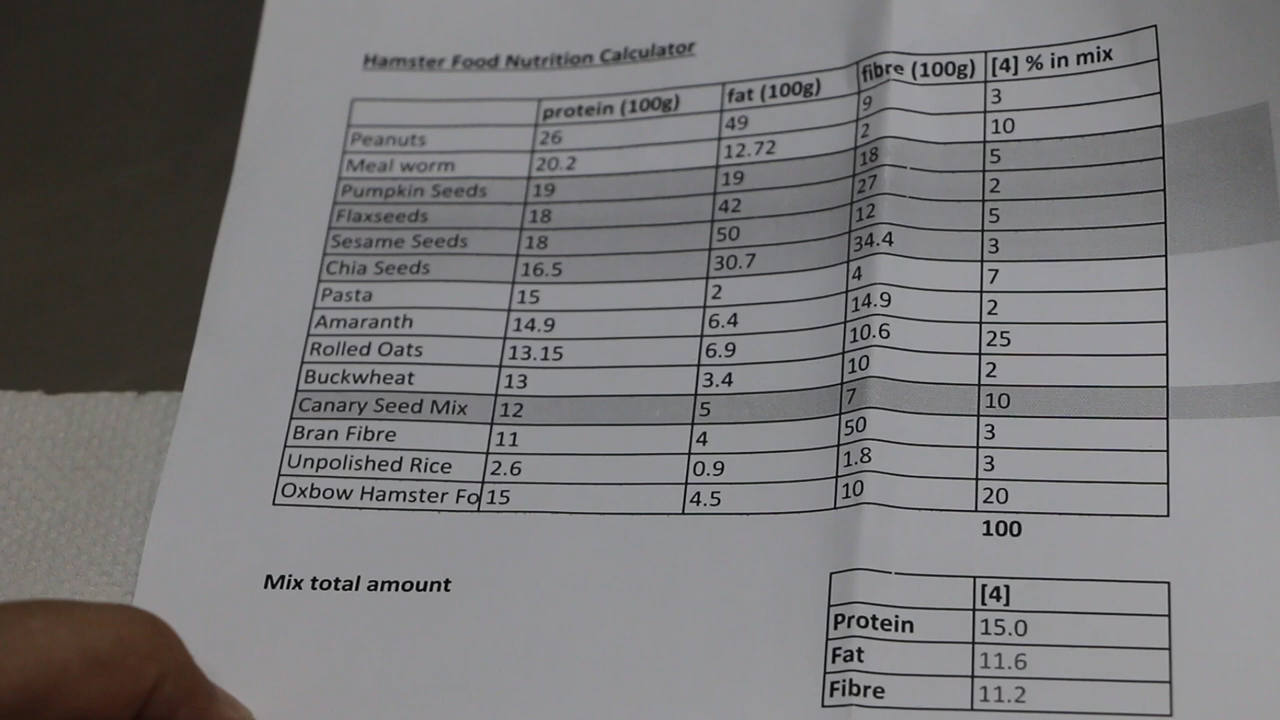 Hamster Food Nutrition Calculator
protein (100g) fat (100g) fibre (100g) [4] % in mix
Peanuts 26 49 9 3
Meal worm 20.2 12.72 2 10
Pumpkin Seeds 19 19 18 5
Flaxseeds 18 42 27 2
Sesame Seeds 18 50 12 5
Chia Seeds 16.5 30.7 34.4 3
Pasta 15 2 4 7
Amaranth 14.9 6.4 14.9 2
Rolled Oats 13.15 6.9 10.6 25
Buckwheat 13 3.4 10 2
Canary Seed Mix 12 5 7 10
Bran Fibre 11 4 50 3
Unpolished Rice 2.6 0.9 1.8 3
Oxbow Hamster Fo 15 4.5 10 20
100
Mix total amount
[4]
Protein 15.0
Fat 11.6
Fibre 11.2